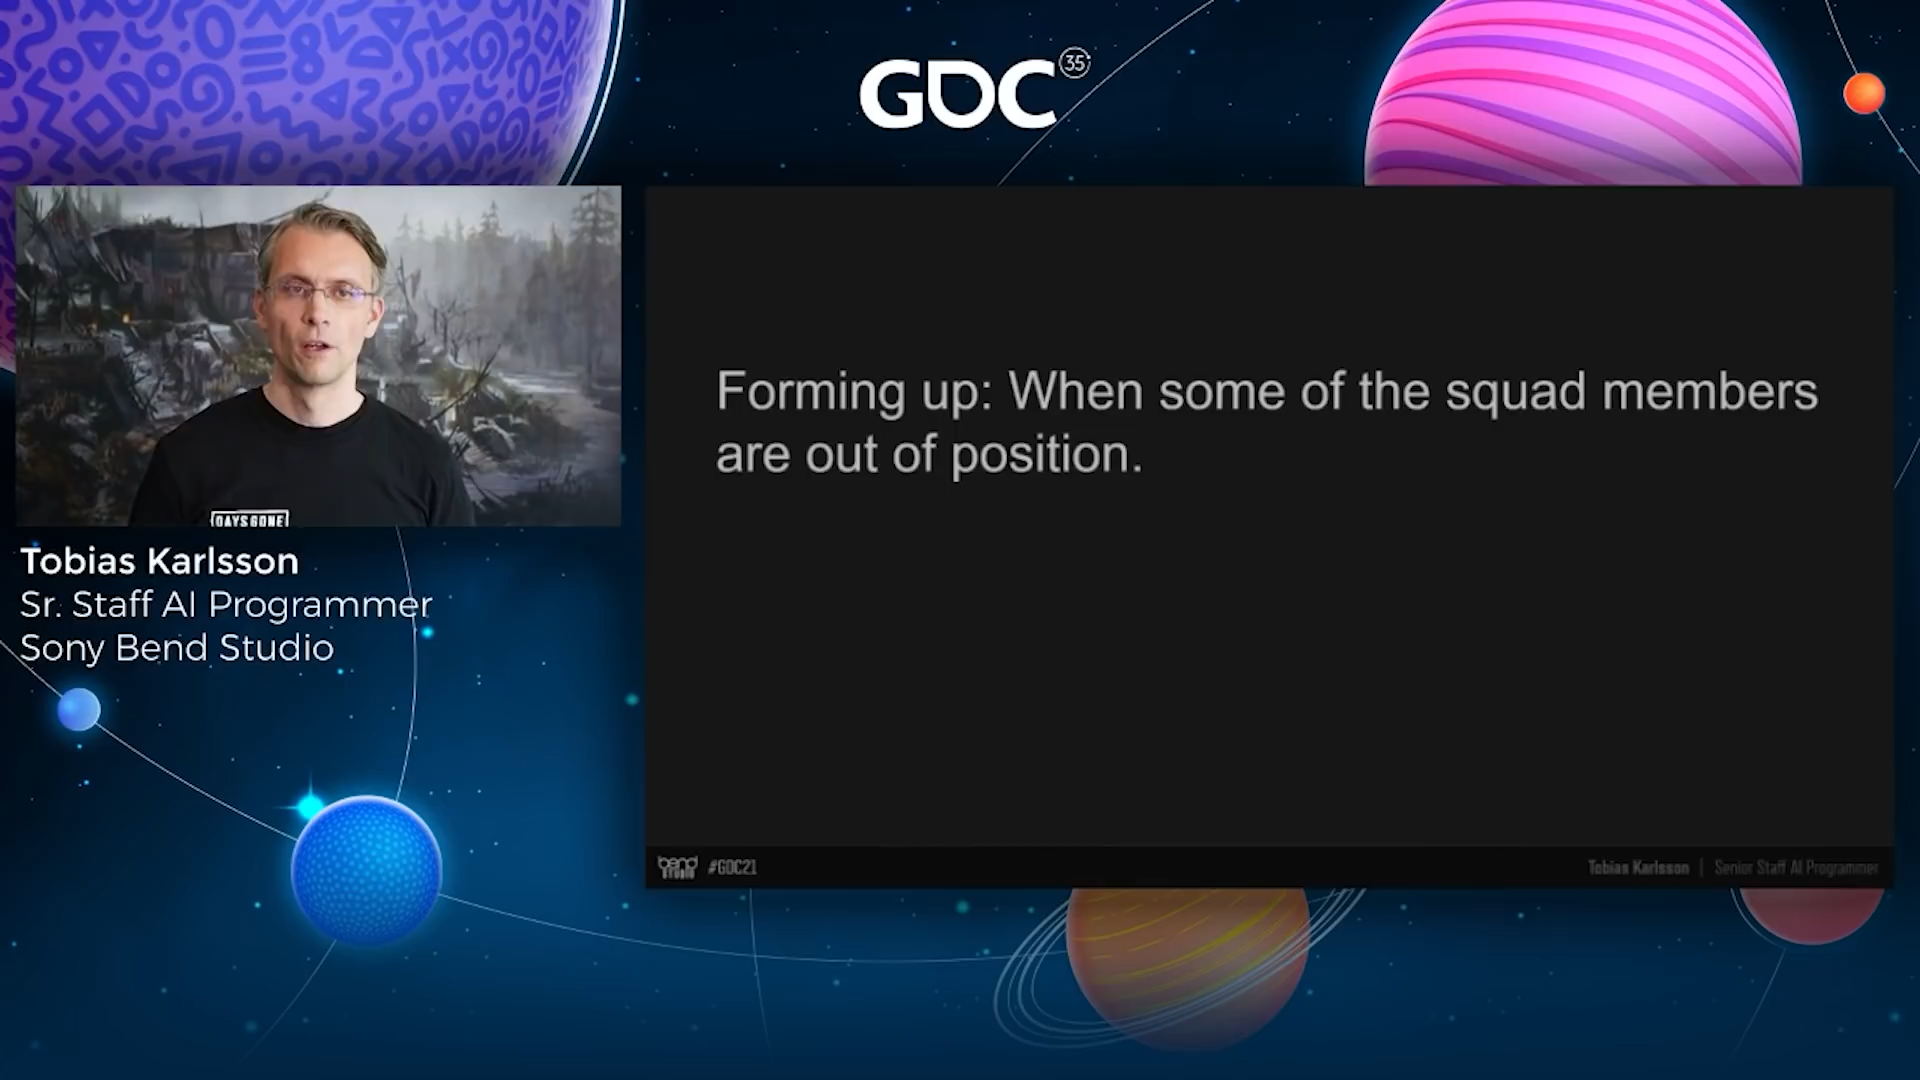 GDC 35
DAYS GONE
Tobias Karlsson
Sr. Staff AI Programmer
Sony Bend Studio
Forming up: When some of the squad members
are out of position.
bend STUDIO #GDC21
Tobias Karlsson | Senior Staff AI Programmer